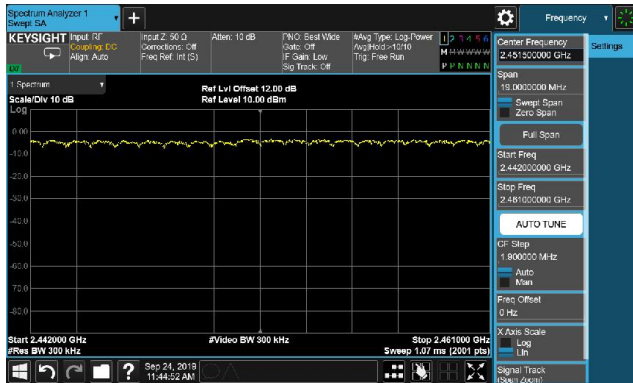 Spectrum Analyzer 1
Swept SA
+
Frequency
KEYSIGHT
Input: RF
Coupling: DC
Align: Auto
Input Z: 50 Ω
Corrections: Off
Freq Ref: Int (S)
Atten: 10 dB
PNO: Best Wide
Gate: Off
IF Gain: Low
Sig Track: Off
#Avg Type: Log-Power
Avg|Hold:>10/10
Trig: Free Run
1 2 3 4 5 6
M W W W W W
P P N N N N
1 Spectrum
Scale/Div 10 dB
Ref Lvl Offset 12.00 dB
Ref Level 10.00 dBm
Log
0.00
-10.0
-20.0
-30.0
-40.0
-50.0
-60.0
-70.0
-80.0
Start 2.442000 GHz
#Res BW 300 kHz
#Video BW 300 kHz
Stop 2.461000 GHz
Sweep 1.07 ms (2001 pts)
Center Frequency
2.451500000 GHz
Settings
Span
19.0000000 MHz
Swept Span
Zero Span
Full Span
Start Freq
2.442000000 GHz
Stop Freq
2.461000000 GHz
AUTO TUNE
CF Step
1.900000 MHz
Auto
Man
Freq Offset
0 Hz
X Axis Scale
Log
Lin
Signal Track
(Span Zoom)
?
Sep 24, 2019
11:44:52 AM